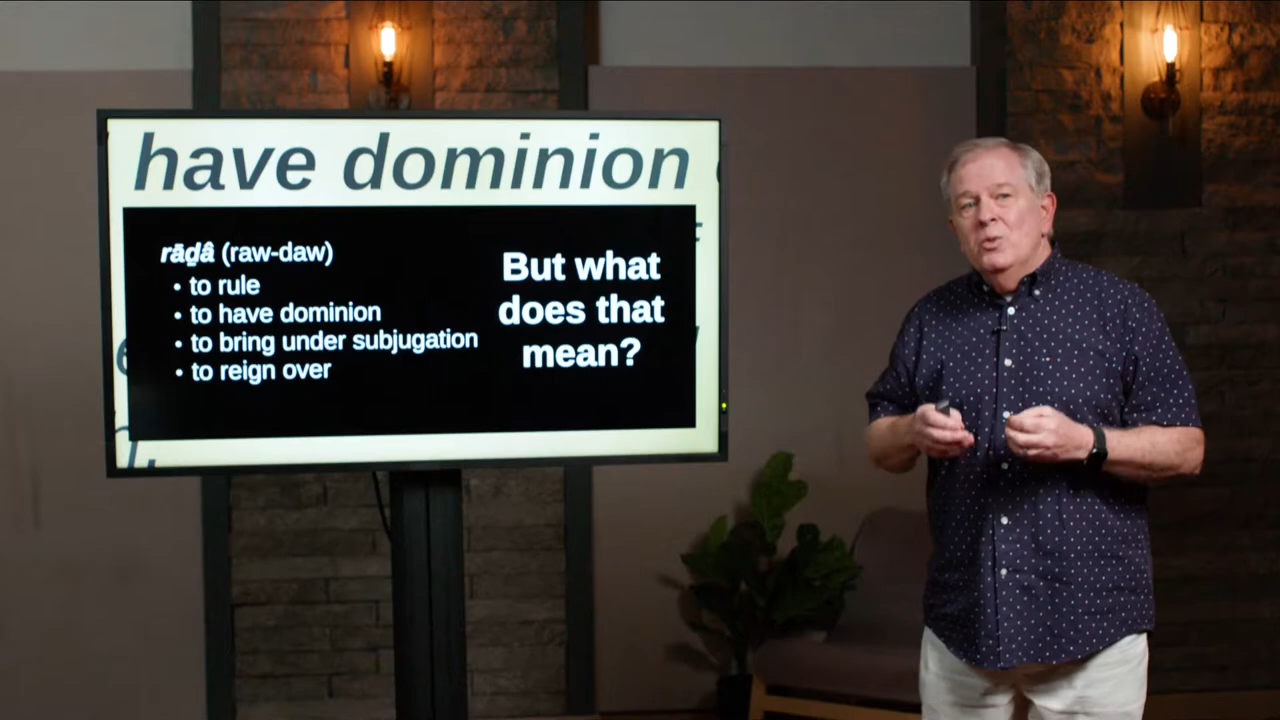 have dominion
rāḏâ (raw-daw)
• to rule
• to have dominion
• to bring under subjugation
• to reign over
But what
does that
mean?